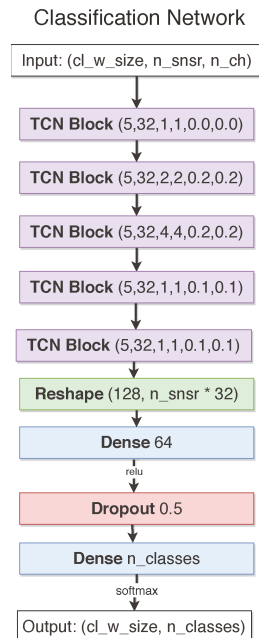 Classification Network
Input: (cl_w_size, n_snsr, n_ch)
TCN Block (5,32,1,1,0.0,0.0)
TCN Block (5,32,2,2,0.2,0.2)
TCN Block (5,32,4,4,0.2,0.2)
TCN Block (5,32,1,1,0.1,0.1)
TCN Block (5,32,1,1,0.1,0.1)
Reshape (128, n_snsr * 32)
Dense 64
relu
Dropout 0.5
Dense n_classes
softmax
Output: (cl_w_size, n_classes)